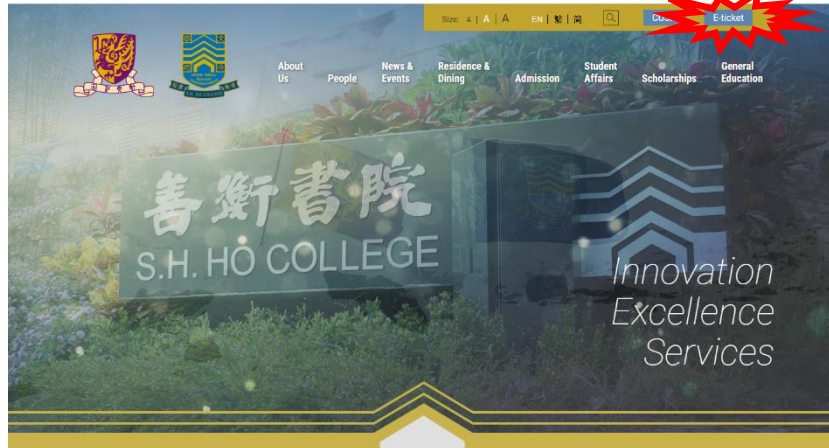 Size: A | A | A EN | 繁 | 简
E-ticket
About Us
People
News & Events
Residence & Dining
Admission
Student Affairs
Scholarships
General Education
善衡書院
S.H. HO COLLEGE
Innovation
Excellence
Services